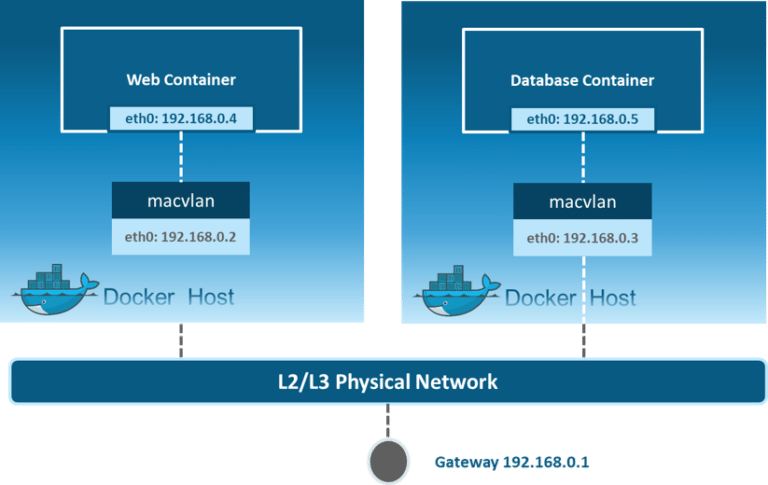 Web Container
eth0: 192.168.0.4
macvlan
eth0: 192.168.0.2
Docker Host
Database Container
eth0: 192.168.0.5
macvlan
eth0: 192.168.0.3
Docker Host
L2/L3 Physical Network
Gateway 192.168.0.1